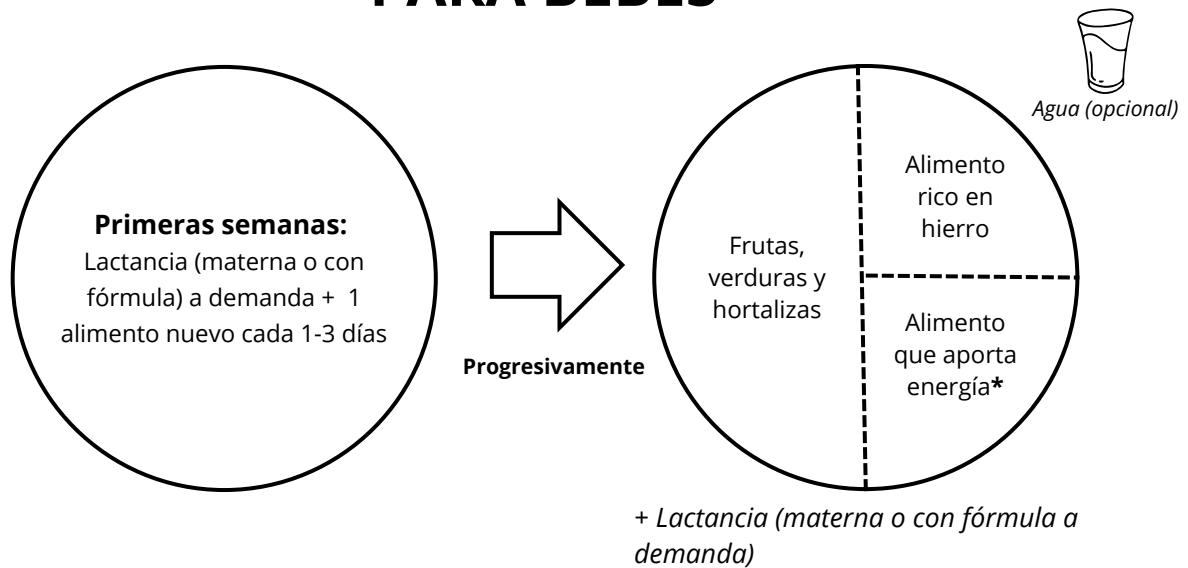 PARA BEBÉS
Agua (opcional)
Primeras semanas:
Lactancia (materna o con
fórmula) a demanda + 1
alimento nuevo cada 1-3 días
Progresivamente
Frutas,
verduras y
hortalizas
Alimento
rico en
hierro
Alimento
que aporta
energía*
+ Lactancia (materna o con fórmula a
demanda)